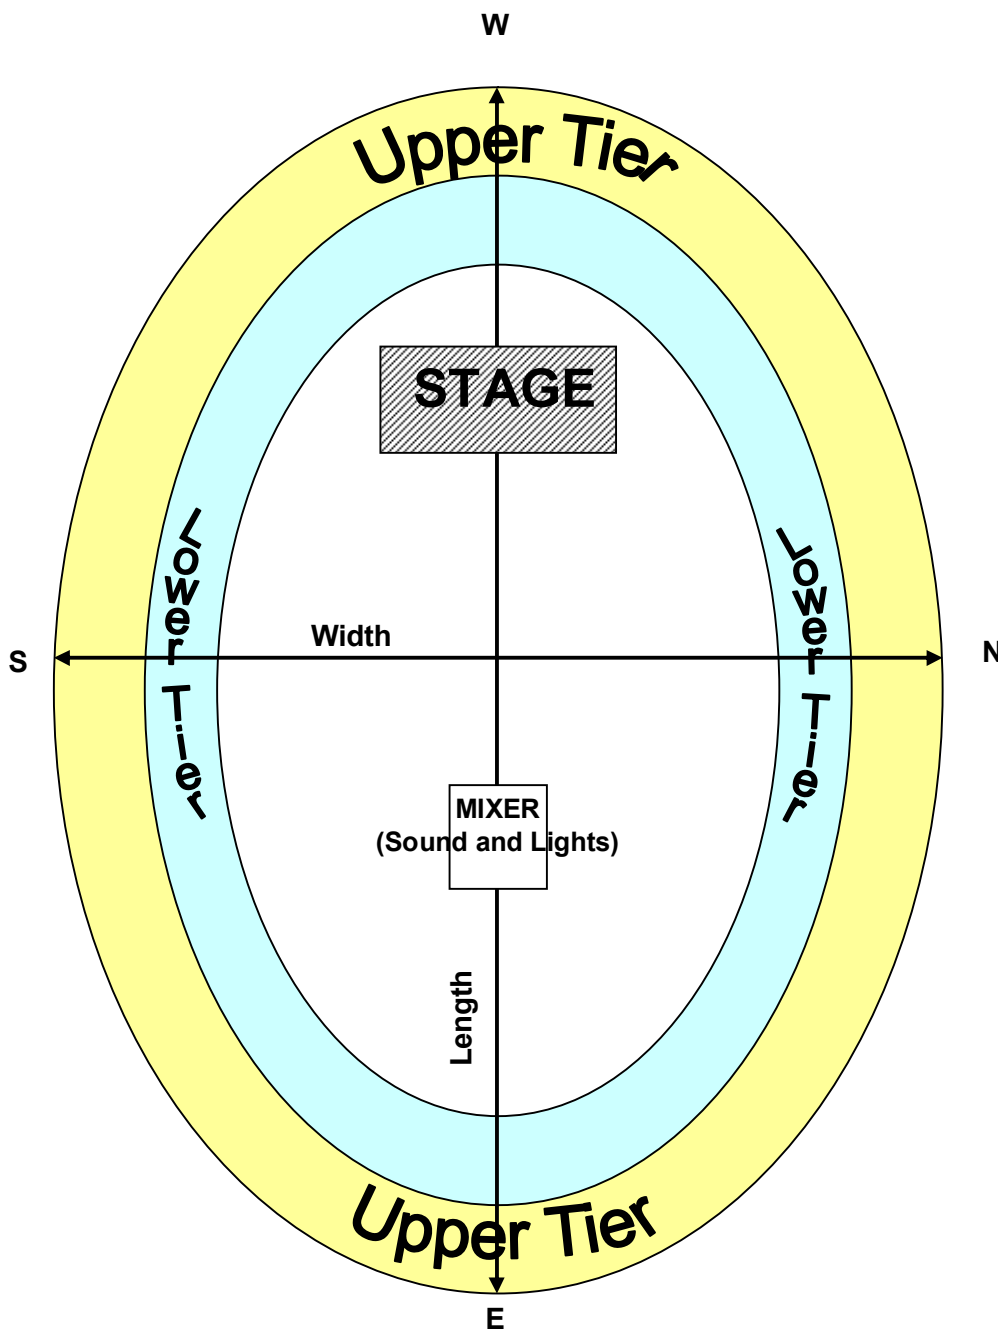 W
Upper Tier
STAGE
Lower Tier
Lower Tier
Width
S
N
MIXER
(Sound and Lights)
Length
Upper Tier
E